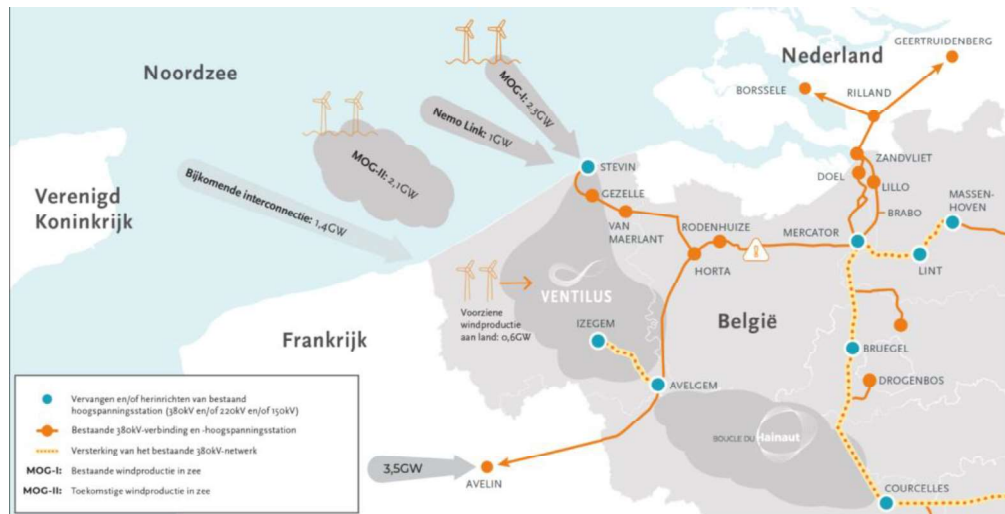 Noordzee
Nederland
GEERTRUIDENBERG
BORSSELE
RILLAND
MOG-I: 2,3GW
Nemo Link: 1GW
MOG-II: 2,1GW
Bijkomende interconnectie: 1,4GW
Verenigd
Koninkrijk
STEVIN
GEZELLE
VAN
MAERLANT
ZANDVLIET
DOEL
LILLO
BRABO
MASSEN-
HOVEN
RODENHUIZE
MERCATOR
HORTA
LINT
VENTILUS
Voorziene
windproductie
aan land: 0,6GW
IZEGEM
België
Frankrijk
BRUEGEL
AVELGEM
DROGENBOS
BOUCLE DU Hainaut
COURCELLES
3,5GW
AVELIN
Vervangen en/of herinrichten van bestaand
hoogspanningsstation (380kV en/of 220kV en/of 150kV)
Bestaande 380kV-verbinding en -hoogspanningsstation
Versterking van het bestaande 380kV-netwerk
MOG-I: Bestaande windproductie in zee
MOG-II: Toekomstige windproductie in zee